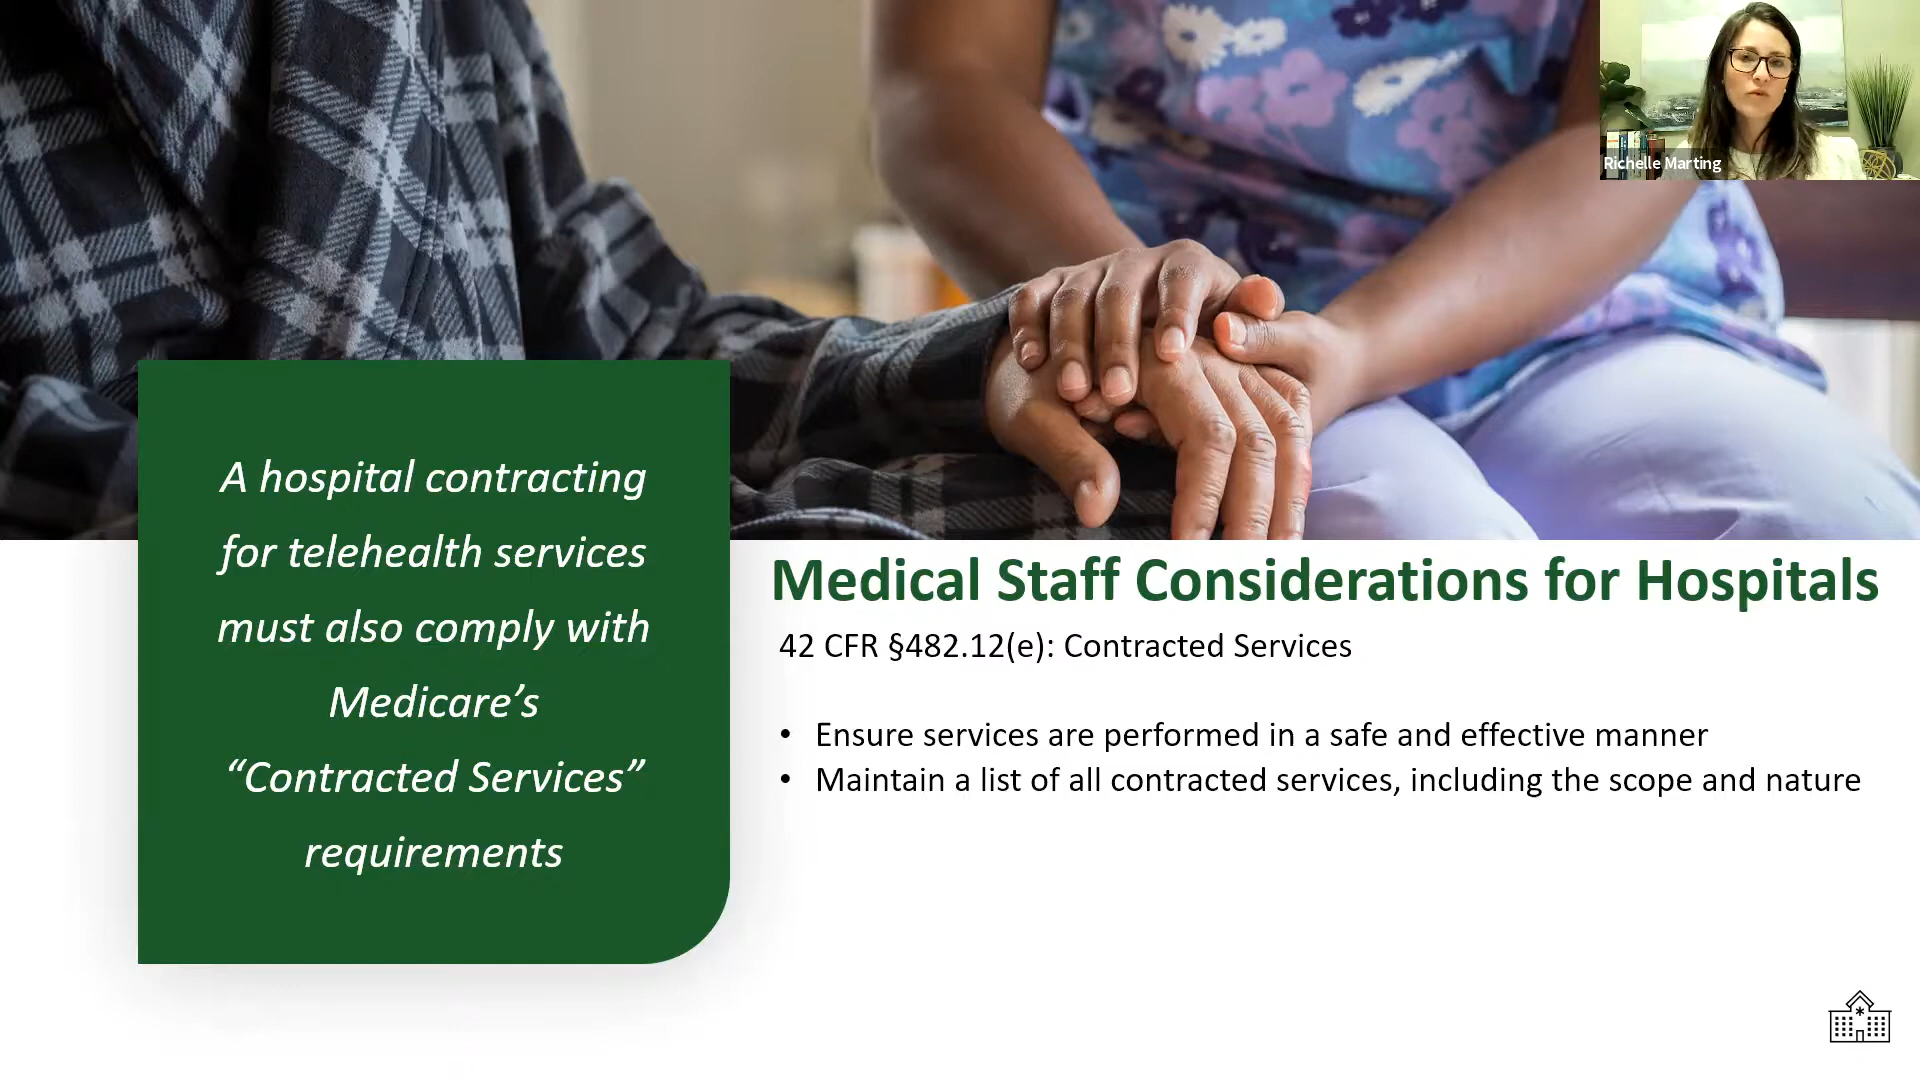 Richelle Marting
A hospital contracting
for telehealth services
must also comply with
Medicare’s
“Contracted Services”
requirements
Medical Staff Considerations for Hospitals
42 CFR §482.12(e): Contracted Services
• Ensure services are performed in a safe and effective manner
• Maintain a list of all contracted services, including the scope and nature